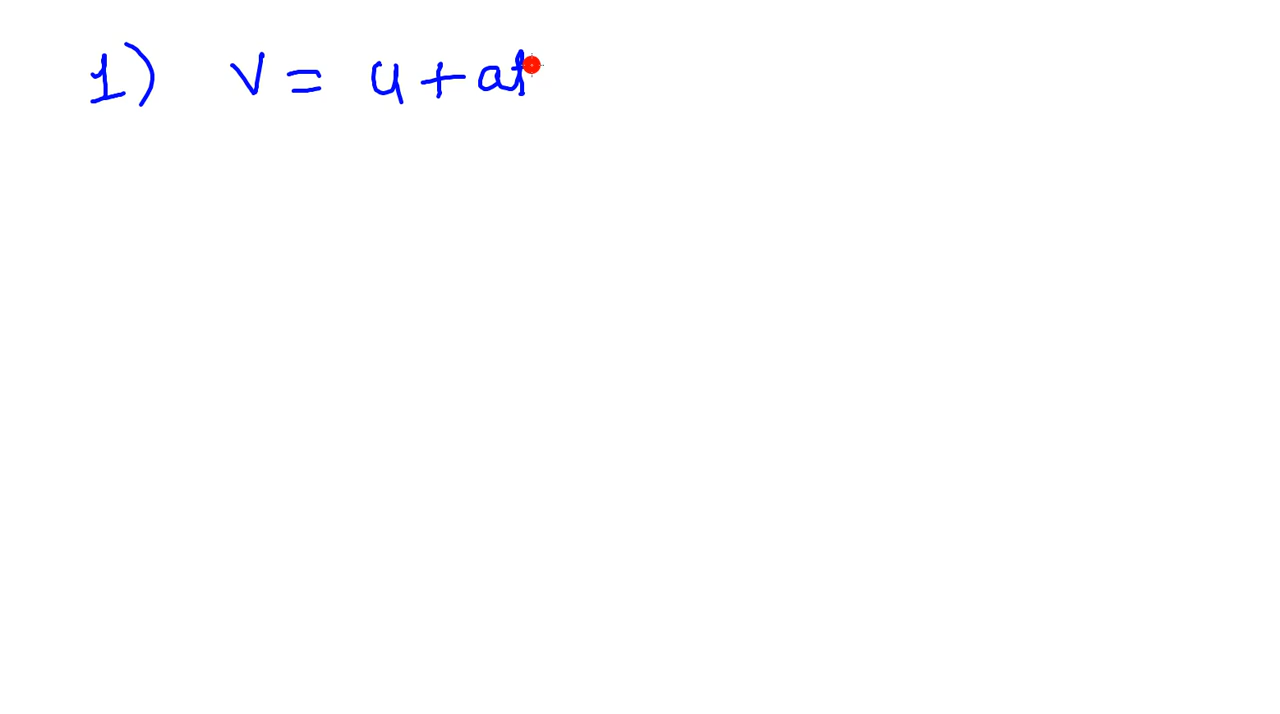 1) v = u + at